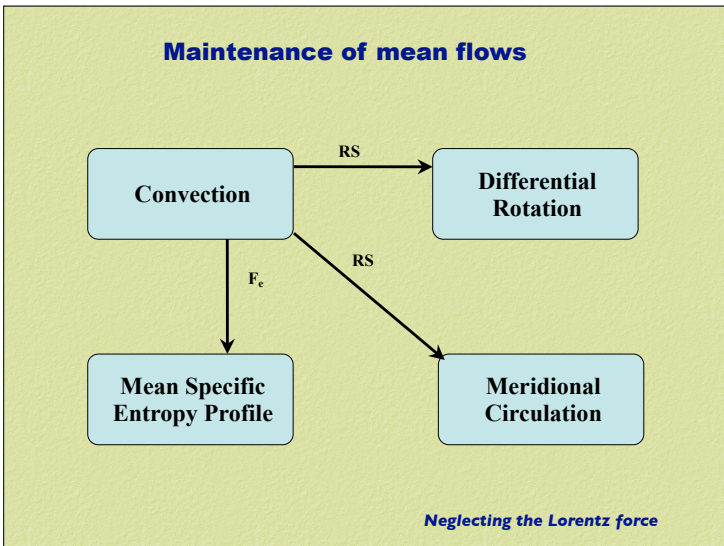 Maintenance of mean flows
RS
Convection
Differential
Rotation
RS
Fe
Mean Specific
Entropy Profile
Meridional
Circulation
Neglecting the Lorentz force